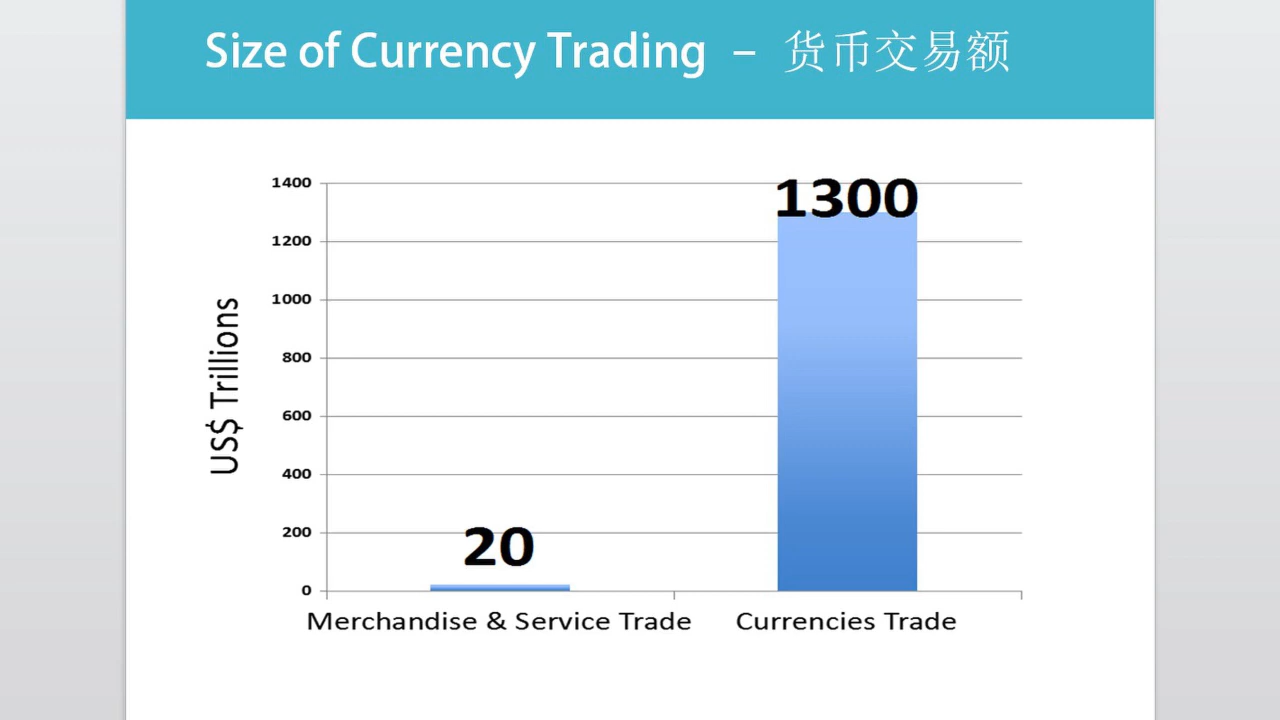 Size of Currency Trading – 货币交易额
1400
1300
1200
1000
800
600
400
200
20
0
US$ Trillions
Merchandise & Service Trade
Currencies Trade